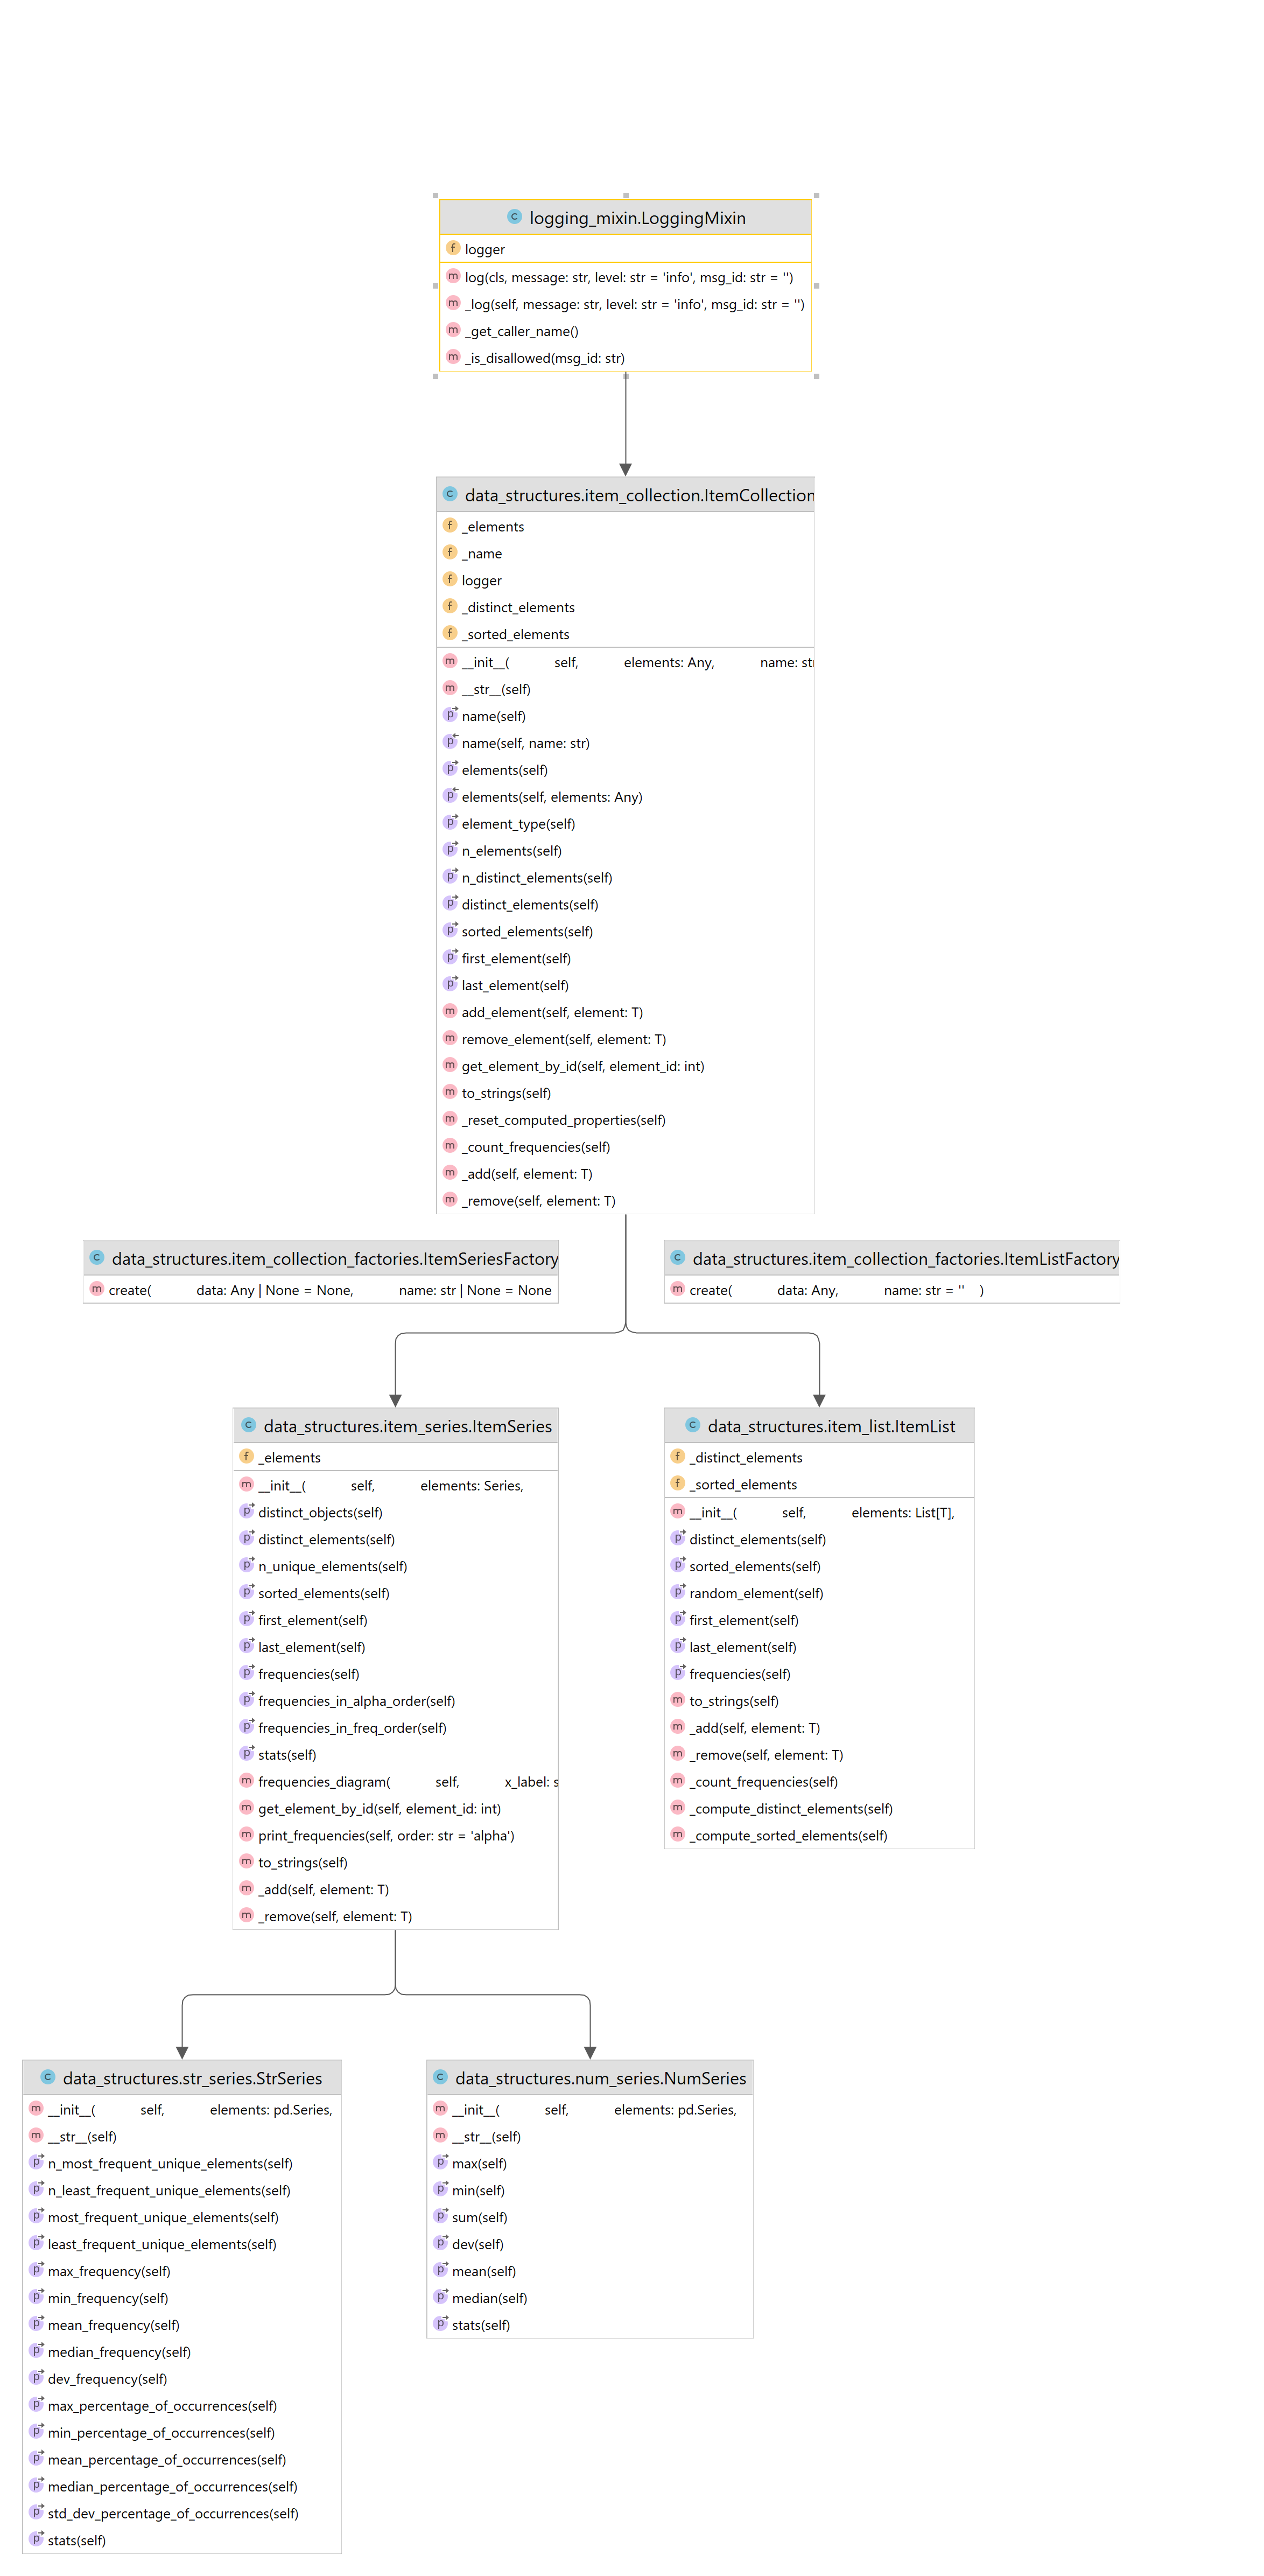 logging_mixin.LoggingMixin
logger
log(cls, message: str, level: str = 'info', msg_id: str = '')
_log(self, message: str, level: str = 'info', msg_id: str = '')
_get_caller_name()
_is_disallowed(msg_id: str)
data_structures.item_collection.ItemCollection
_elements
_name
logger
_distinct_elements
_sorted_elements
__init__( self, elements: Any, name: str
__str__(self)
name(self)
name(self, name: str)
elements(self)
elements(self, elements: Any)
element_type(self)
n_elements(self)
n_distinct_elements(self)
distinct_elements(self)
sorted_elements(self)
first_element(self)
last_element(self)
add_element(self, element: T)
remove_element(self, element: T)
get_element_by_id(self, element_id: int)
to_strings(self)
_reset_computed_properties(self)
_count_frequencies(self)
_add(self, element: T)
_remove(self, element: T)
data_structures.item_collection_factories.ItemSeriesFactory
create( data: Any | None = None, name: str | None = None
data_structures.item_collection_factories.ItemListFactory
create( data: Any, name: str = '' )
data_structures.item_series.ItemSeries
_elements
__init__( self, elements: Series,
distinct_objects(self)
distinct_elements(self)
n_unique_elements(self)
sorted_elements(self)
first_element(self)
last_element(self)
frequencies(self)
frequencies_in_alpha_order(self)
frequencies_in_freq_order(self)
stats(self)
frequencies_diagram( self, x_label: s
get_element_by_id(self, element_id: int)
print_frequencies(self, order: str = 'alpha')
to_strings(self)
_add(self, element: T)
_remove(self, element: T)
data_structures.item_list.ItemList
_distinct_elements
_sorted_elements
__init__( self, elements: List[T],
distinct_elements(self)
sorted_elements(self)
random_element(self)
first_element(self)
last_element(self)
frequencies(self)
to_strings(self)
_add(self, element: T)
_remove(self, element: T)
_count_frequencies(self)
_compute_distinct_elements(self)
_compute_sorted_elements(self)
data_structures.str_series.StrSeries
__init__( self, elements: pd.Series,
__str__(self)
n_most_frequent_unique_elements(self)
n_least_frequent_unique_elements(self)
most_frequent_unique_elements(self)
least_frequent_unique_elements(self)
max_frequency(self)
min_frequency(self)
mean_frequency(self)
median_frequency(self)
dev_frequency(self)
max_percentage_of_occurrences(self)
min_percentage_of_occurrences(self)
mean_percentage_of_occurrences(self)
median_percentage_of_occurrences(self)
std_dev_percentage_of_occurrences(self)
stats(self)
data_structures.num_series.NumSeries
__init__( self, elements: pd.Series,
__str__(self)
max(self)
min(self)
sum(self)
dev(self)
mean(self)
median(self)
stats(self)